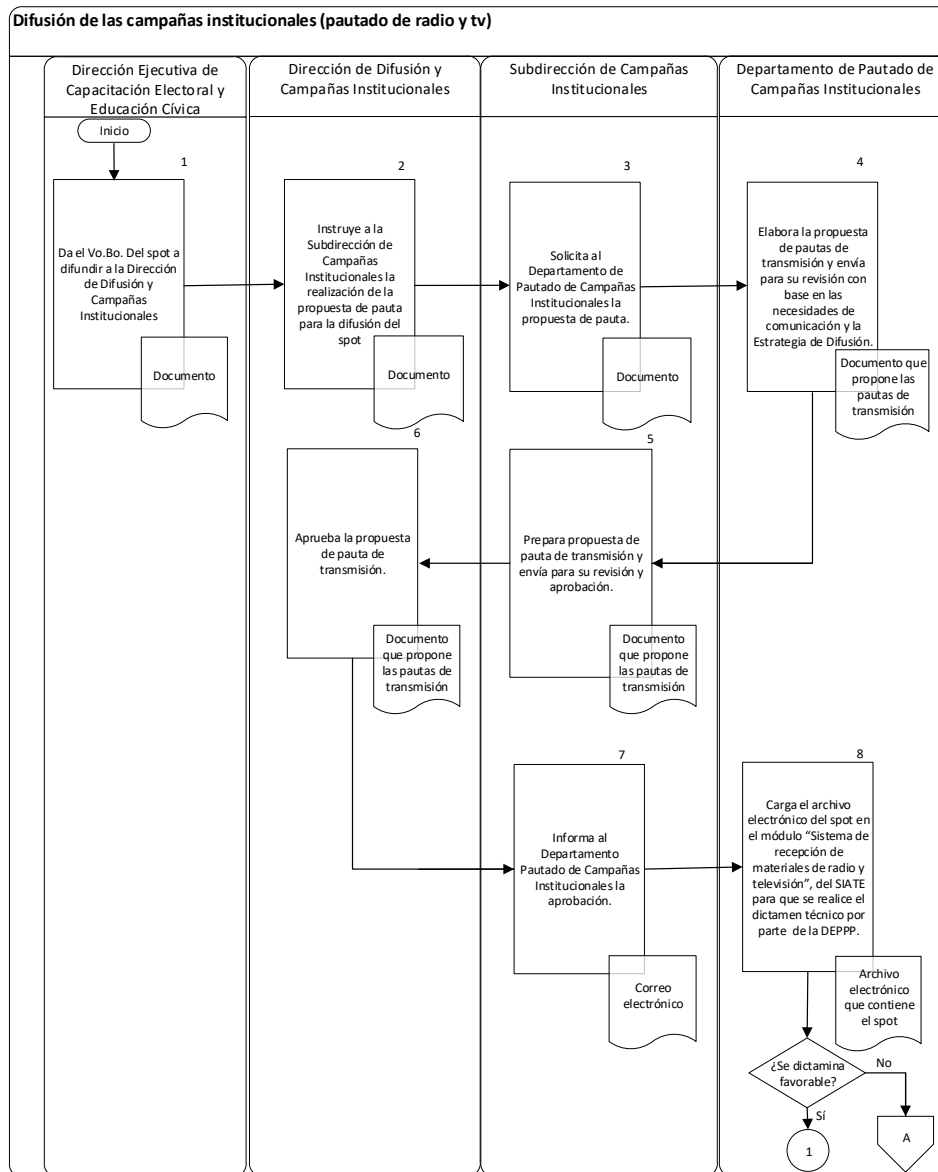 Difusión de las campañas institucionales (pautado de radio y tv)
Dirección Ejecutiva de
Capacitación Electoral y
Educación Cívica
Dirección de Difusión y
Campañas Institucionales
Subdirección de Campañas
Institucionales
Departamento de Pautado de
Campañas Institucionales
Inicio
1
Da el Vo.Bo. Del spot a
difundir a la Dirección
de Difusión y
Campañas
Institucionales
Documento
2
Instruye a la
Subdirección de
Campañas
Institucionales la
realización de la
propuesta de pauta
para la difusión del
spot
Documento
3
Solicita al
Departamento de
Pautado de Campañas
Institucionales la
propuesta de pauta.
Documento
4
Elabora la propuesta
de pautas de
transmisión y envía
para su revisión con
base en las
necesidades de
comunicación y la
Estrategia de Difusión.
Documento que
propone las
pautas de
transmisión
5
Prepara propuesta de
pauta de transmisión y
envía para su revisión y
aprobación.
Documento
que propone
las pautas de
transmisión
6
Aprueba la propuesta
de pauta de
transmisión.
Documento
que propone
las pautas de
transmisión
7
Informa al
Departamento
Pautado de Campañas
Institucionales la
aprobación.
Correo
electrónico
8
Carga el archivo
electrónico del spot en
el módulo “Sistema de
recepción de
materiales de radio y
televisión”, del SIATE
para que se realice el
dictamen técnico por
parte de la DEPPP.
Archivo
electrónico
que contiene
el spot
¿Se dictamina
favorable?
No
Sí
1
A